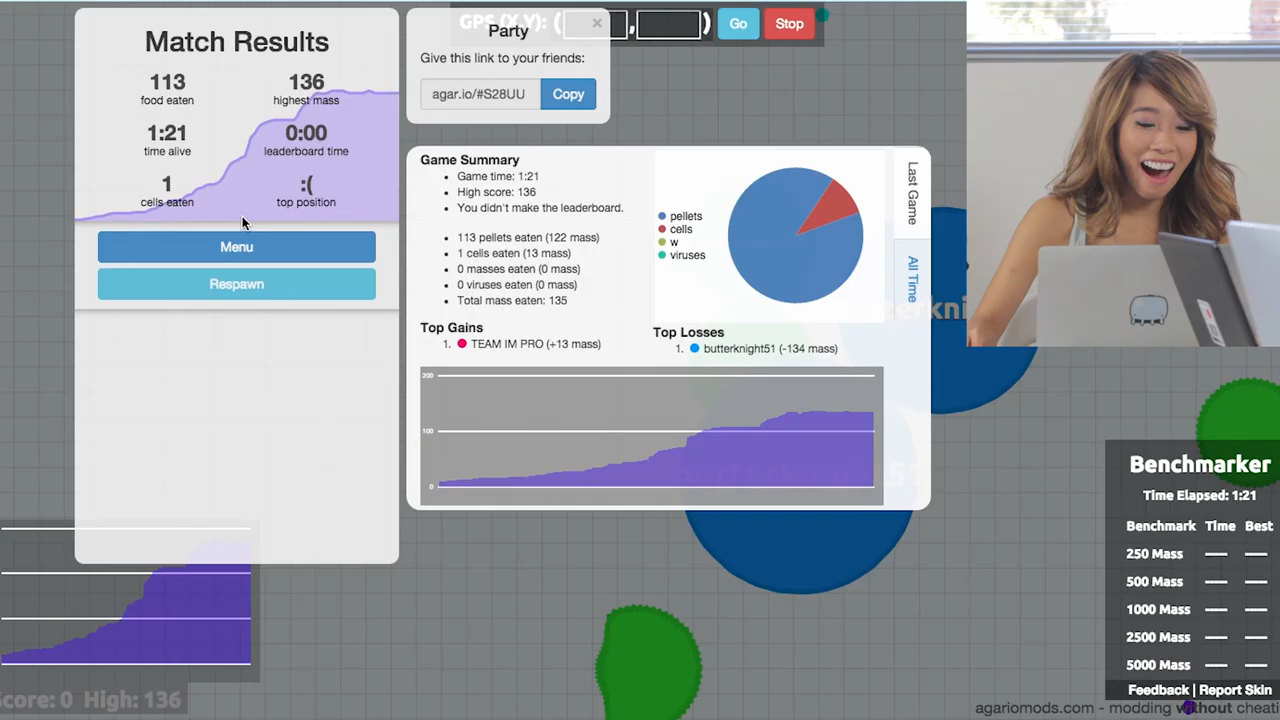 Match Results
113
food eaten
136
highest mass
1:21
time alive
0:00
leaderboard time
1
cells eaten
:(
top position
Menu
Respawn
GPS (X,Y): ( , )
Go
Stop
Party
×
Give this link to your friends:
agar.io/#S28UU
Copy
Game Summary
Game time: 1:21
High score: 136
You didn't make the leaderboard.
113 pellets eaten (122 mass)
1 cells eaten (13 mass)
0 masses eaten (0 mass)
0 viruses eaten (0 mass)
Total mass eaten: 135
pellets
cells
w
viruses
Last Game
All Time
Top Gains
1. TEAM IM PRO (+13 mass)
Top Losses
1. butterknight51 (-134 mass)
200
100
0
Benchmarker
Time Elapsed: 1:21
Benchmark Time Best
250 Mass — —
500 Mass — —
1000 Mass — —
2500 Mass — —
5000 Mass — —
Feedback | Report Skin
Score: 0 High: 136
agariomods.com - modding without cheati